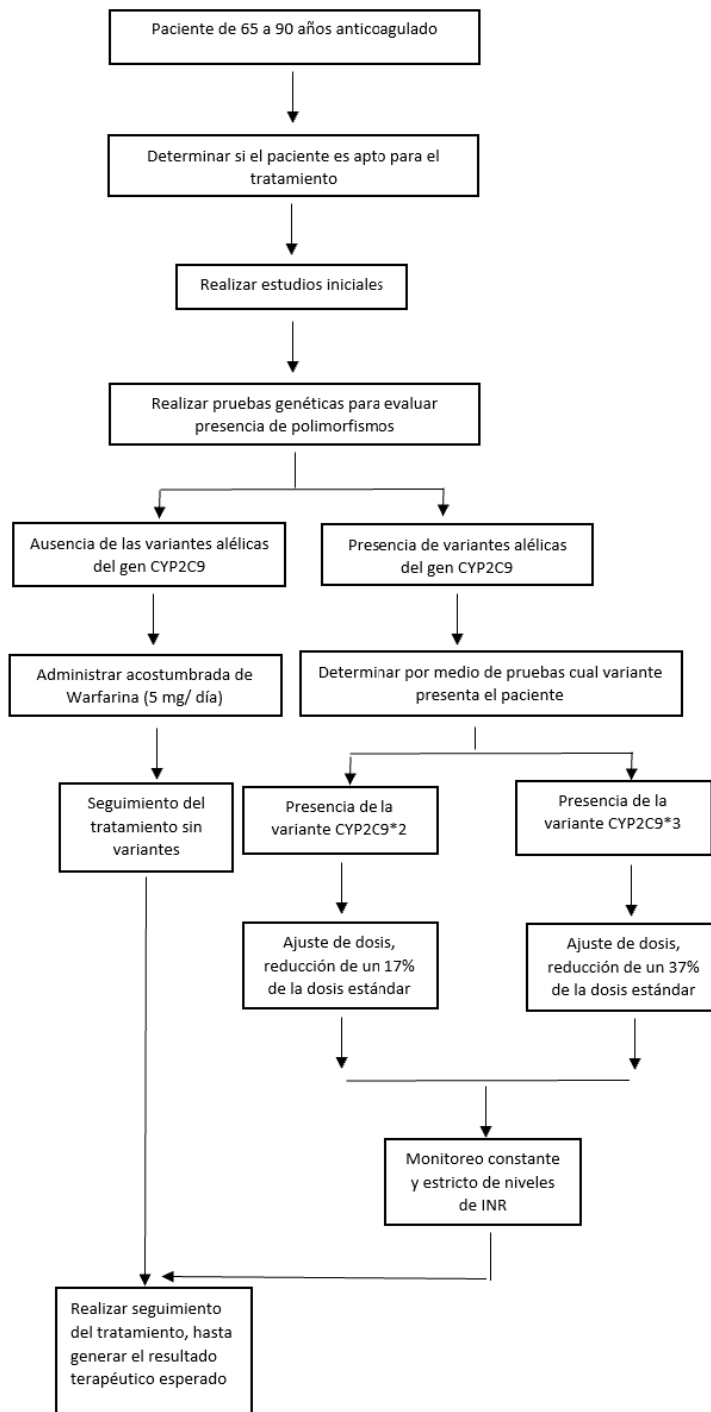 Paciente de 65 a 90 años anticoagulado
Determinar si el paciente es apto para el
tratamiento
Realizar estudios iniciales
Realizar pruebas genéticas para evaluar
presencia de polimorfismos
Ausencia de las variantes alélicas
del gen CYP2C9
Presencia de variantes alélicas
del gen CYP2C9
Administrar acostumbrada de
Warfarina (5 mg/ día)
Determinar por medio de pruebas cual variante
presenta el paciente
Seguimiento del
tratamiento sin
variantes
Presencia de la
variante CYP2C9*2
Presencia de la
variante CYP2C9*3
Ajuste de dosis,
reducción de un 17%
de la dosis estándar
Ajuste de dosis,
reducción de un 37%
de la dosis estándar
Monitoreo constante
y estricto de niveles
de INR
Realizar seguimiento
del tratamiento, hasta
generar el resultado
terapéutico esperado